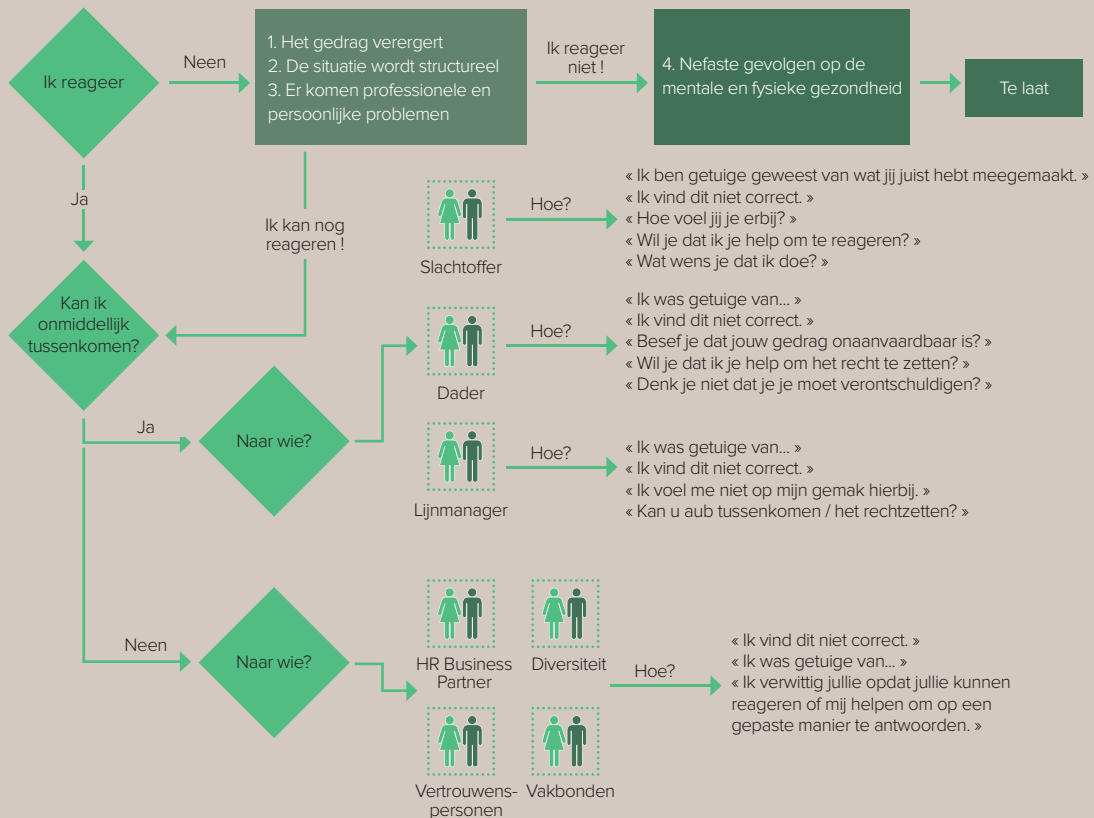 Ik reageer
Neen
1. Het gedrag verergert
2. De situatie wordt structureel
3. Er komen professionele en
persoonlijke problemen
Ik reageer
niet !
4. Nefaste gevolgen op de
mentale en fysieke gezondheid
Te laat
Ja
Ik kan nog
reageren !
Slachtoffer
Hoe?
« Ik ben getuige geweest van wat jij juist hebt meegemaakt. »
« Ik vind dit niet correct. »
« Hoe voel jij je erbij? »
« Wil je dat ik je help om te reageren? »
« Wat wens je dat ik doe? »
Kan ik
onmiddellijk
tussenkomen?
Dader
Hoe?
« Ik was getuige van... »
« Ik vind dit niet correct. »
« Besef je dat jouw gedrag onaanvaardbaar is? »
« Wil je dat ik je help om het recht te zetten? »
« Denk je niet dat je je moet verontschuldigen? »
Ja
Naar wie?
Lijnmanager
Hoe?
« Ik was getuige van... »
« Ik vind dit niet correct. »
« Ik voel me niet op mijn gemak hierbij. »
« Kan u aub tussenkomen / het rechtzetten? »
Neen
Naar wie?
HR Business
Partner
Diversiteit
Vertrouwens-
personen
Vakbonden
Hoe?
« Ik vind dit niet correct. »
« Ik was getuige van... »
« Ik verwittig jullie opdat jullie kunnen
reageren of mij helpen om op een
gepaste manier te antwoorden. »